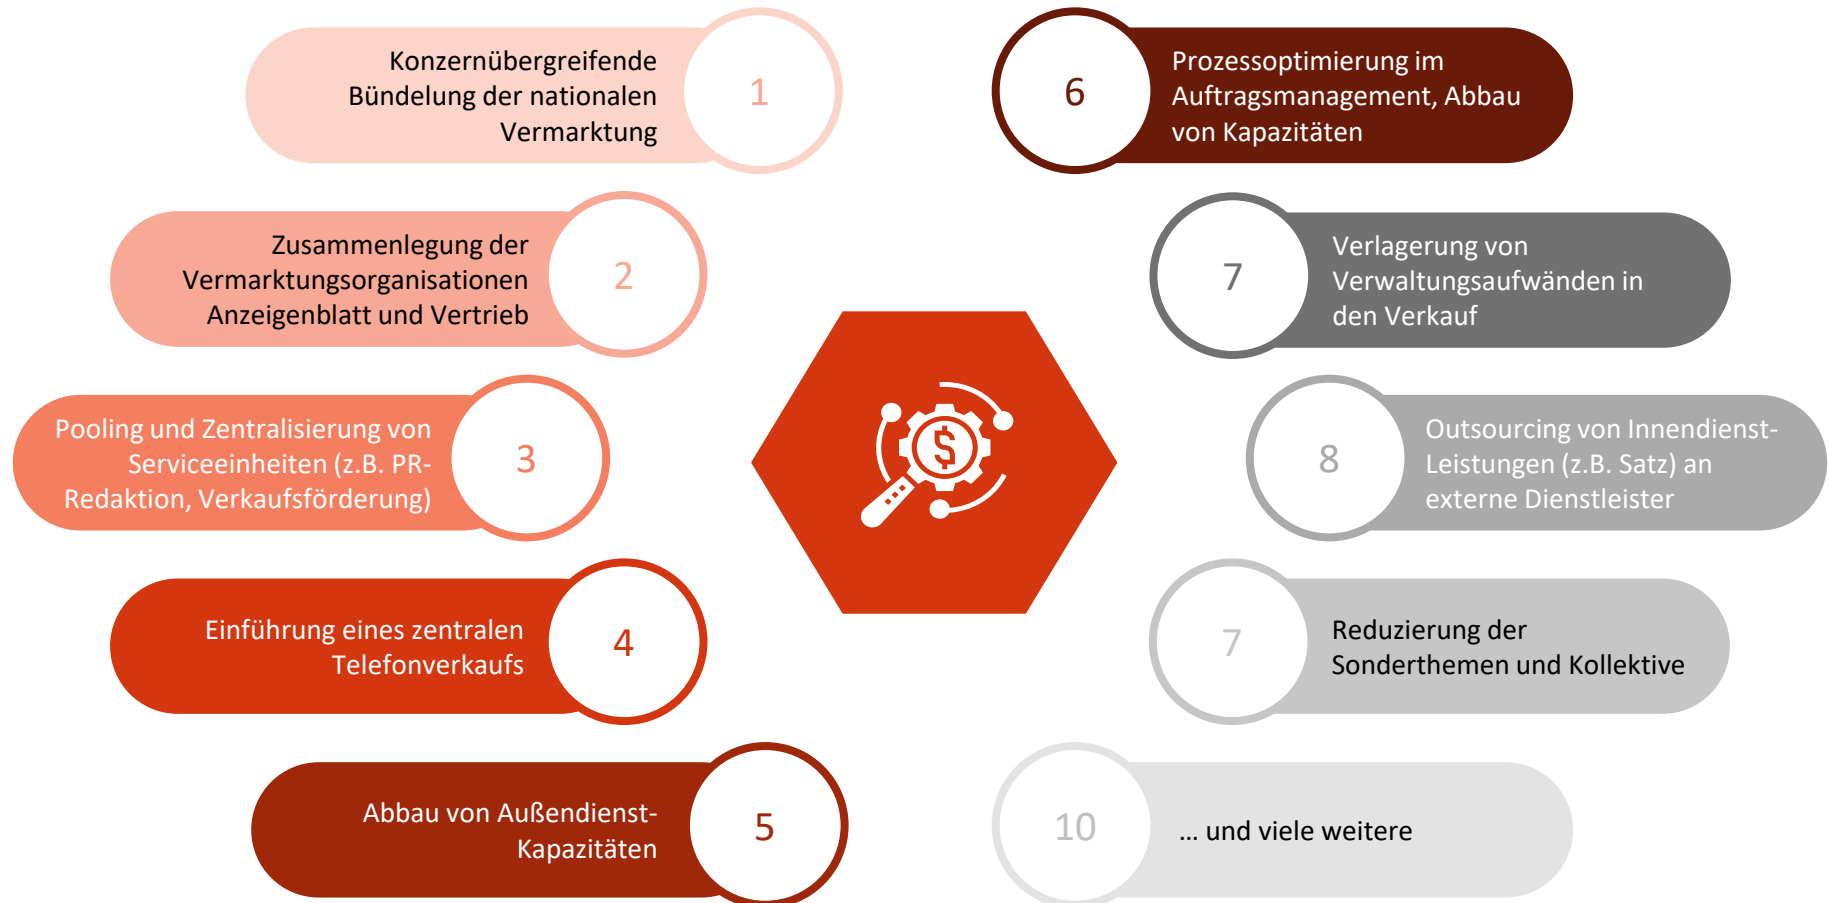 Konzernübergreifende
Bündelung der nationalen
Vermarktung
1
Zusammenlegung der
Vermarktungsorganisationen
Anzeigenblatt und Vertrieb
2
Pooling und Zentralisierung von
Serviceeinheiten (z.B. PR-
Redaktion, Verkaufsförderung)
3
Einführung eines zentralen
Telefonverkaufs
4
Abbau von Außendienst-
Kapazitäten
5
$
6
Prozessoptimierung im
Auftragsmanagement, Abbau
von Kapazitäten
7
Verlagerung von
Verwaltungsaufwänden in
den Verkauf
8
Outsourcing von Innendienst-
Leistungen (z.B. Satz) an
externe Dienstleister
7
Reduzierung der
Sonderthemen und Kollektive
10
… und viele weitere